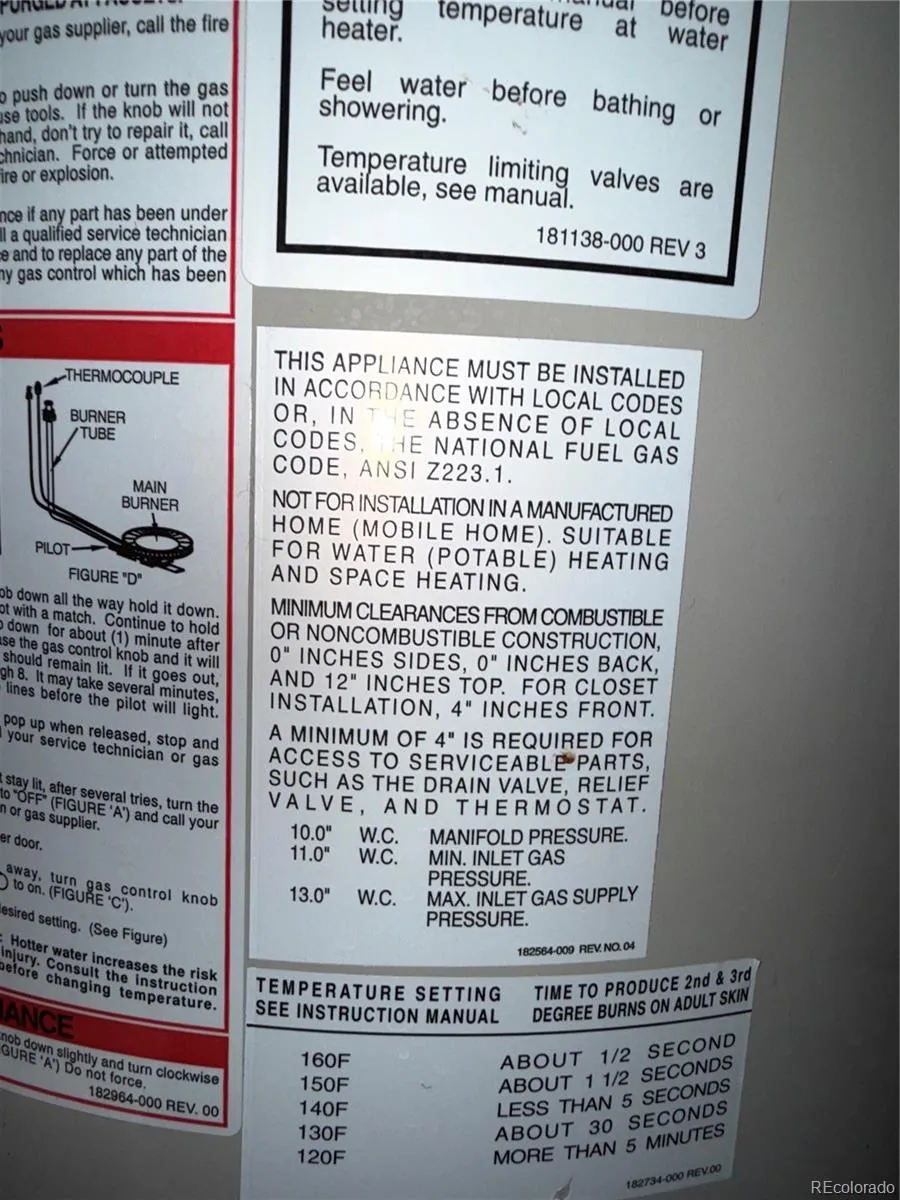 your gas supplier, call the fire
push down or turn the gas
use tools. If the knob will not
hand, don't try to repair it, call
Force or attempted
fire or explosion.
if any part has been under
a qualified service technician
and to replace any part of the
gas control which has been
THERMOCOUPLE
BURNER
TUBE
MAIN
BURNER
PILOT
FIGURE "D"
down all the way hold it down.
with a match. Continue to hold
down for about (1) minute after
the gas control knob and it will
should remain lit. If it goes out,
8. It may take several minutes,
lines before the pilot will light.
pop up when released, stop and
your service technician or gas
stay lit, after several tries, turn the
to "OFF" (FIGURE 'A') and call your
or gas supplier.
door.
away, turn gas control knob
to on. (FIGURE 'C').
desired setting. (See Figure)
Hotter water increases the risk
injury. Consult the instruction
before changing temperature.
knob down slightly and turn clockwise
'A') Do not force.
182964-000 REV. 00
before
setting temperature at water
heater.
Feel water before bathing or
showering.
Temperature limiting valves are
available, see manual.
181138-000 REV 3
THIS APPLIANCE MUST BE INSTALLED
IN ACCORDANCE WITH LOCAL CODES
OR, IN THE ABSENCE OF LOCAL
CODES, THE NATIONAL FUEL GAS
CODE, ANSI Z223.1.
NOT FOR INSTALLATION IN A MANUFACTURED
HOME (MOBILE HOME). SUITABLE
FOR WATER (POTABLE) HEATING
AND SPACE HEATING.
MINIMUM CLEARANCES FROM COMBUSTIBLE
OR NONCOMBUSTIBLE CONSTRUCTION,
0" INCHES SIDES, 0" INCHES BACK,
AND 12" INCHES TOP. FOR CLOSET
INSTALLATION, 4" INCHES FRONT.
A MINIMUM OF 4" IS REQUIRED FOR
ACCESS TO SERVICEABLE PARTS,
SUCH AS THE DRAIN VALVE, RELIEF
VALVE, AND THERMOSTAT.
10.0" W.C. MANIFOLD PRESSURE.
11.0" W.C. MIN. INLET GAS
PRESSURE.
13.0" W.C. MAX. INLET GAS SUPPLY
PRESSURE.
182564-009 REV. NO. 04
TEMPERATURE SETTING TIME TO PRODUCE 2nd & 3rd
SEE INSTRUCTION MANUAL DEGREE BURNS ON ADULT SKIN
160F ABOUT 1/2 SECOND
150F ABOUT 1 1/2 SECONDS
140F LESS THAN 5 SECONDS
130F ABOUT 30 SECONDS
120F MORE THAN 5 MINUTES
182734-000 REV.00
REcolorado